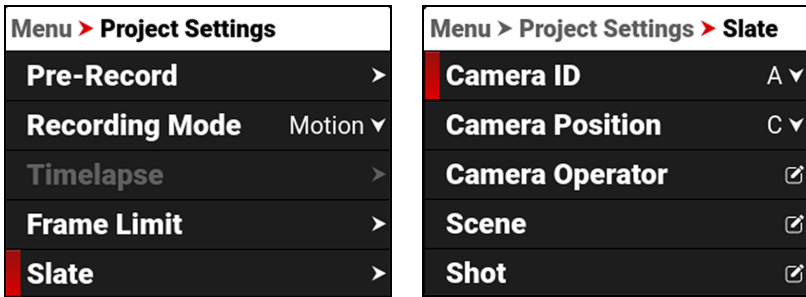 Menu > Project Settings
Pre-Record
Recording Mode Motion
Timelapse
Frame Limit
Slate
Menu > Project Settings > Slate
Camera ID A
Camera Position C
Camera Operator
Scene
Shot